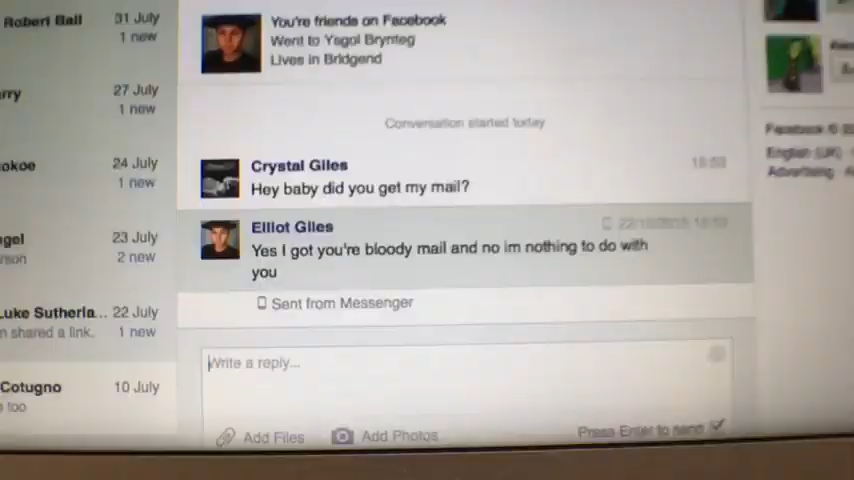 Robert Ball
31 July
1 new
rry
27 July
1 new
okoe
24 July
1 new
gel
23 July
rson
2 new
Luke Sutherla...
22 July
n shared a link.
1 new
Cotugno
10 July
too
You're friends on Facebook
Went to Ysgol Brynteg
Lives in Bridgend
Conversation started today
Crystal Giles
Hey baby did you get my mail?
Elliot Giles
Yes I got you're bloody mail and no im nothing to do with
you
Sent from Messenger
Write a reply...
Add Files
Add Photos
Press Enter to send
Facebook ©
English (UK)
Advertising